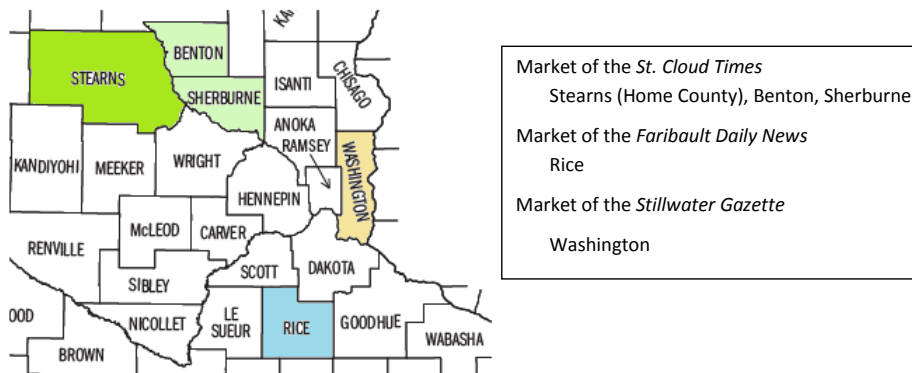 KA
BENTON
STEARNS
CHISAGO
ISANTI
SHERBURNE
ANOKA
RAMSEY
WASHINGTON
KANDIYOHI
MEEKER
WRIGHT
HENNEPIN
McLEOD
CARVER
RENVILLE
SCOTT
DAKOTA
SIBLEY
OOD
NICOLLET
LE
SUEUR
RICE
GOODHUE
WABASHA
BROWN
Market of the St. Cloud Times
Stearns (Home County), Benton, Sherburne
Market of the Faribault Daily News
Rice
Market of the Stillwater Gazette
Washington